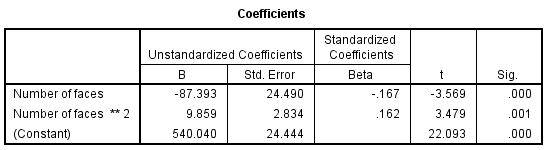 Coefficients
Unstandardized Coefficients Standardized Coefficients
B Std. Error Beta t Sig.
Number of faces -87.393 24.490 -.167 -3.569 .000
Number of faces ** 2 9.859 2.834 .162 3.479 .001
(Constant) 540.040 24.444 22.093 .000